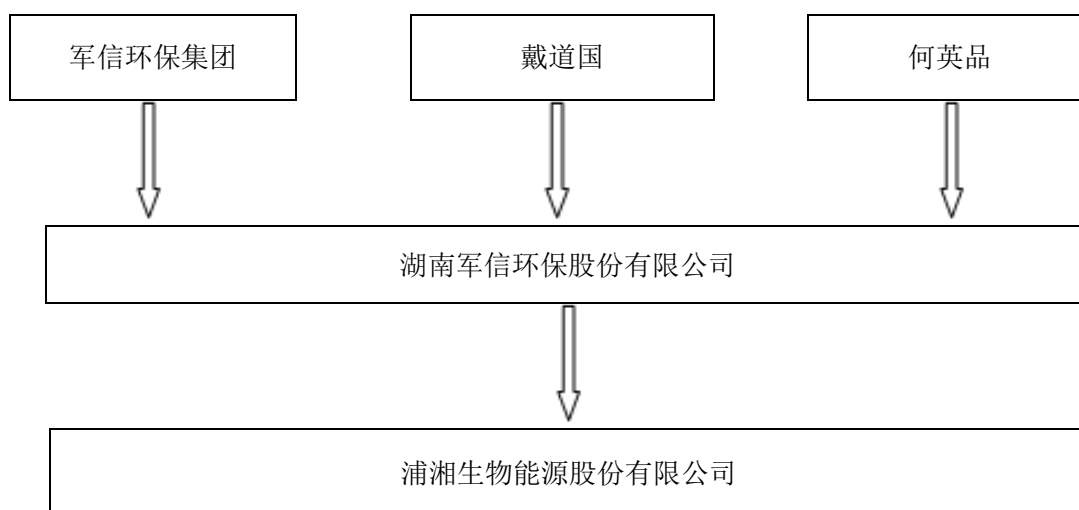 军信环保集团
戴道国
何英品
湖南军信环保股份有限公司
浦湘生物能源股份有限公司